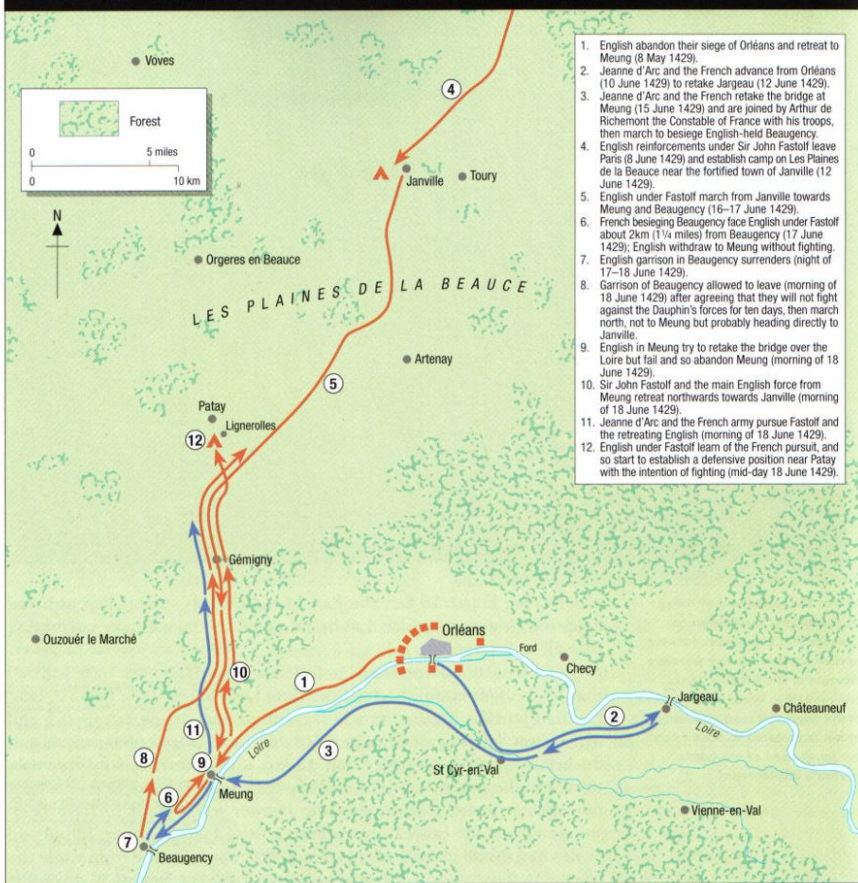 Voves
Forest
0 5 miles
0 10 km
N
4
Janville
Toury
Orgeres en Beauce
LES PLAINES DE LA BEAUCE
Artenay
5
Patay
Lignerolles
12
Gémigny
Ouzouér le Marché
Orléans
Ford
Checy
10
1
Jargeau
Châteauneuf
2
Loire
11
8
Loire
3
9
St Cyr-en-Val
Meung
6
Vienne-en-Val
7
Beaugency
1. English abandon their siege of Orléans and retreat to
Meung (8 May 1429).
2. Jeanne d'Arc and the French advance from Orléans
(10 June 1429) to retake Jargeau (12 June 1429).
3. Jeanne d'Arc and the French retake the bridge at
Meung (15 June 1429) and are joined by Arthur de
Richemont the Constable of France with his troops,
then march to besiege English-held Beaugency.
4. English reinforcements under Sir John Fastolf leave
Paris (8 June 1429) and establish camp on Les Plaines
de la Beauce near the fortified town of Janville (12
June 1429).
5. English under Fastolf march from Janville towards
Meung and Beaugency (16–17 June 1429).
6. French besieging Beaugency face English under Fastolf
about 2km (1¼ miles) from Beaugency (17 June
1429); English withdraw to Meung without fighting.
7. English garrison in Beaugency surrenders (night of
17–18 June 1429).
8. Garrison of Beaugency allowed to leave (morning of
18 June 1429) after agreeing that they will not fight
against the Dauphin's forces for ten days, then march
north, not to Meung but probably heading directly to
Janville.
9. English in Meung try to retake the bridge over the
Loire but fail and so abandon Meung (morning of 18
June 1429).
10. Sir John Fastolf and the main English force from
Meung retreat northwards towards Janville (morning
of 18 June 1429).
11. Jeanne d'Arc and the French army pursue Fastolf and
the retreating English (morning of 18 June 1429).
12. English under Fastolf learn of the French pursuit, and
so start to establish a defensive position near Patay
with the intention of fighting (mid-day 18 June 1429).